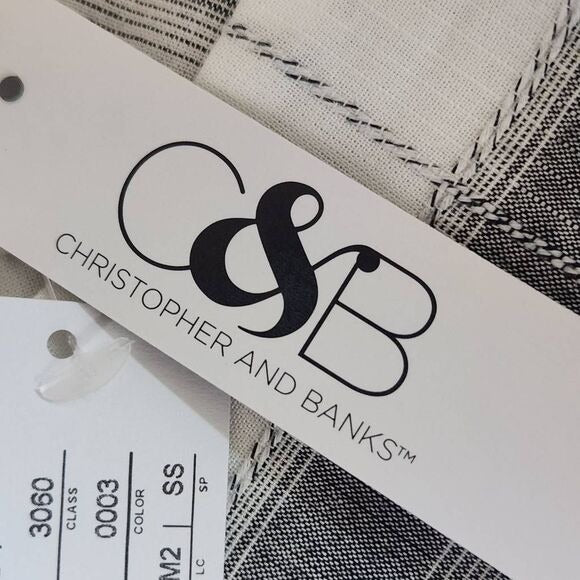 C&B
CHRISTOPHER AND BANKS™
3060
CLASS
0003
COLOR
M2 | SS
LC SP